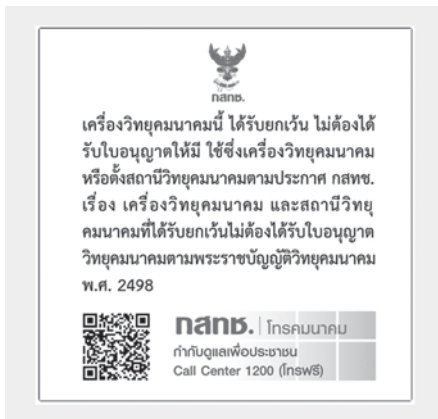 กสทช.
เครื่องวิทยุคมนาคมนี้ ได้รับยกเว้น ไม่ต้องได้
รับใบอนุญาตให้มี ใช้ซึ่งเครื่องวิทยุคมนาคม
หรือตั้งสถานีวิทยุคมนาคมตามประกาศ กสทช.
เรื่อง เครื่องวิทยุคมนาคม และสถานีวิทยุ
คมนาคมที่ได้รับยกเว้นไม่ต้องได้รับใบอนุญาต
วิทยุคมนาคมตามพระราชบัญญัติวิทยุคมนาคม
พ.ศ. 2498
กสทช. | โทรคมนาคม
กำกับดูแลเพื่อประชาชน
Call Center 1200 (โทรฟรี)